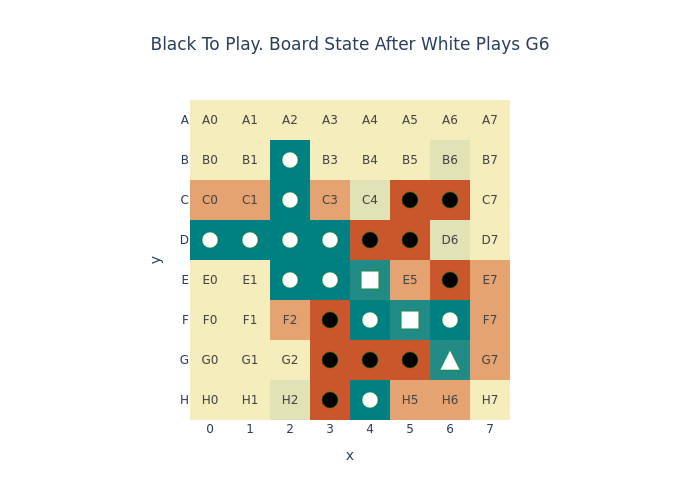 Black To Play. Board State After White Plays G6
A A0 A1 A2 A3 A4 A5 A6 A7
B B0 B1 B3 B4 B5 B6 B7
C C0 C1 C3 C4 C7
D D6 D7
E E0 E1 E5 E7
F F0 F1 F2 F7
G G0 G1 G2 G7
H H0 H1 H2 H5 H6 H7
0 1 2 3 4 5 6 7
x
y